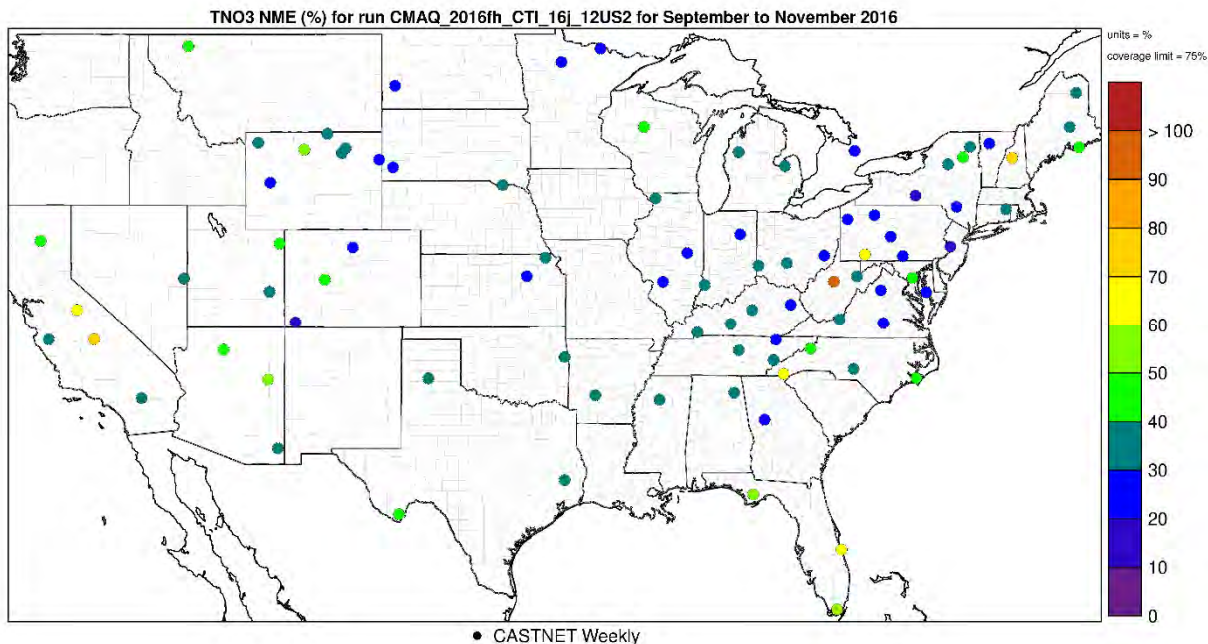 TNO3 NME (%) for run CMAQ_2016fh_CTI_16j_12US2 for September to November 2016
units = %
coverage limit = 75%
> 100
90
80
70
60
50
40
30
20
10
0
CASTNET Weekly